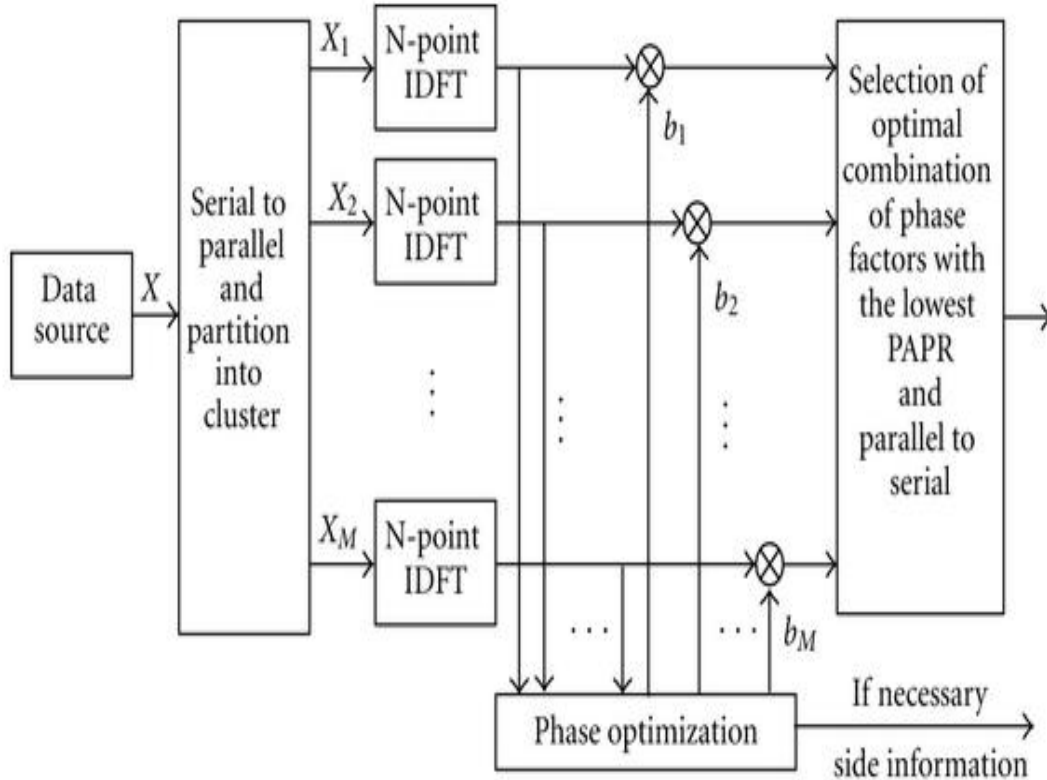 Data
source
X
Serial to
parallel
and
partition
into
cluster
X1
N-point
IDFT
b1
X2
N-point
IDFT
b2
XM
N-point
IDFT
bM
Phase optimization
Selection of
optimal
combination
of phase
factors with
the lowest
PAPR
and
parallel to
serial
If necessary
side information